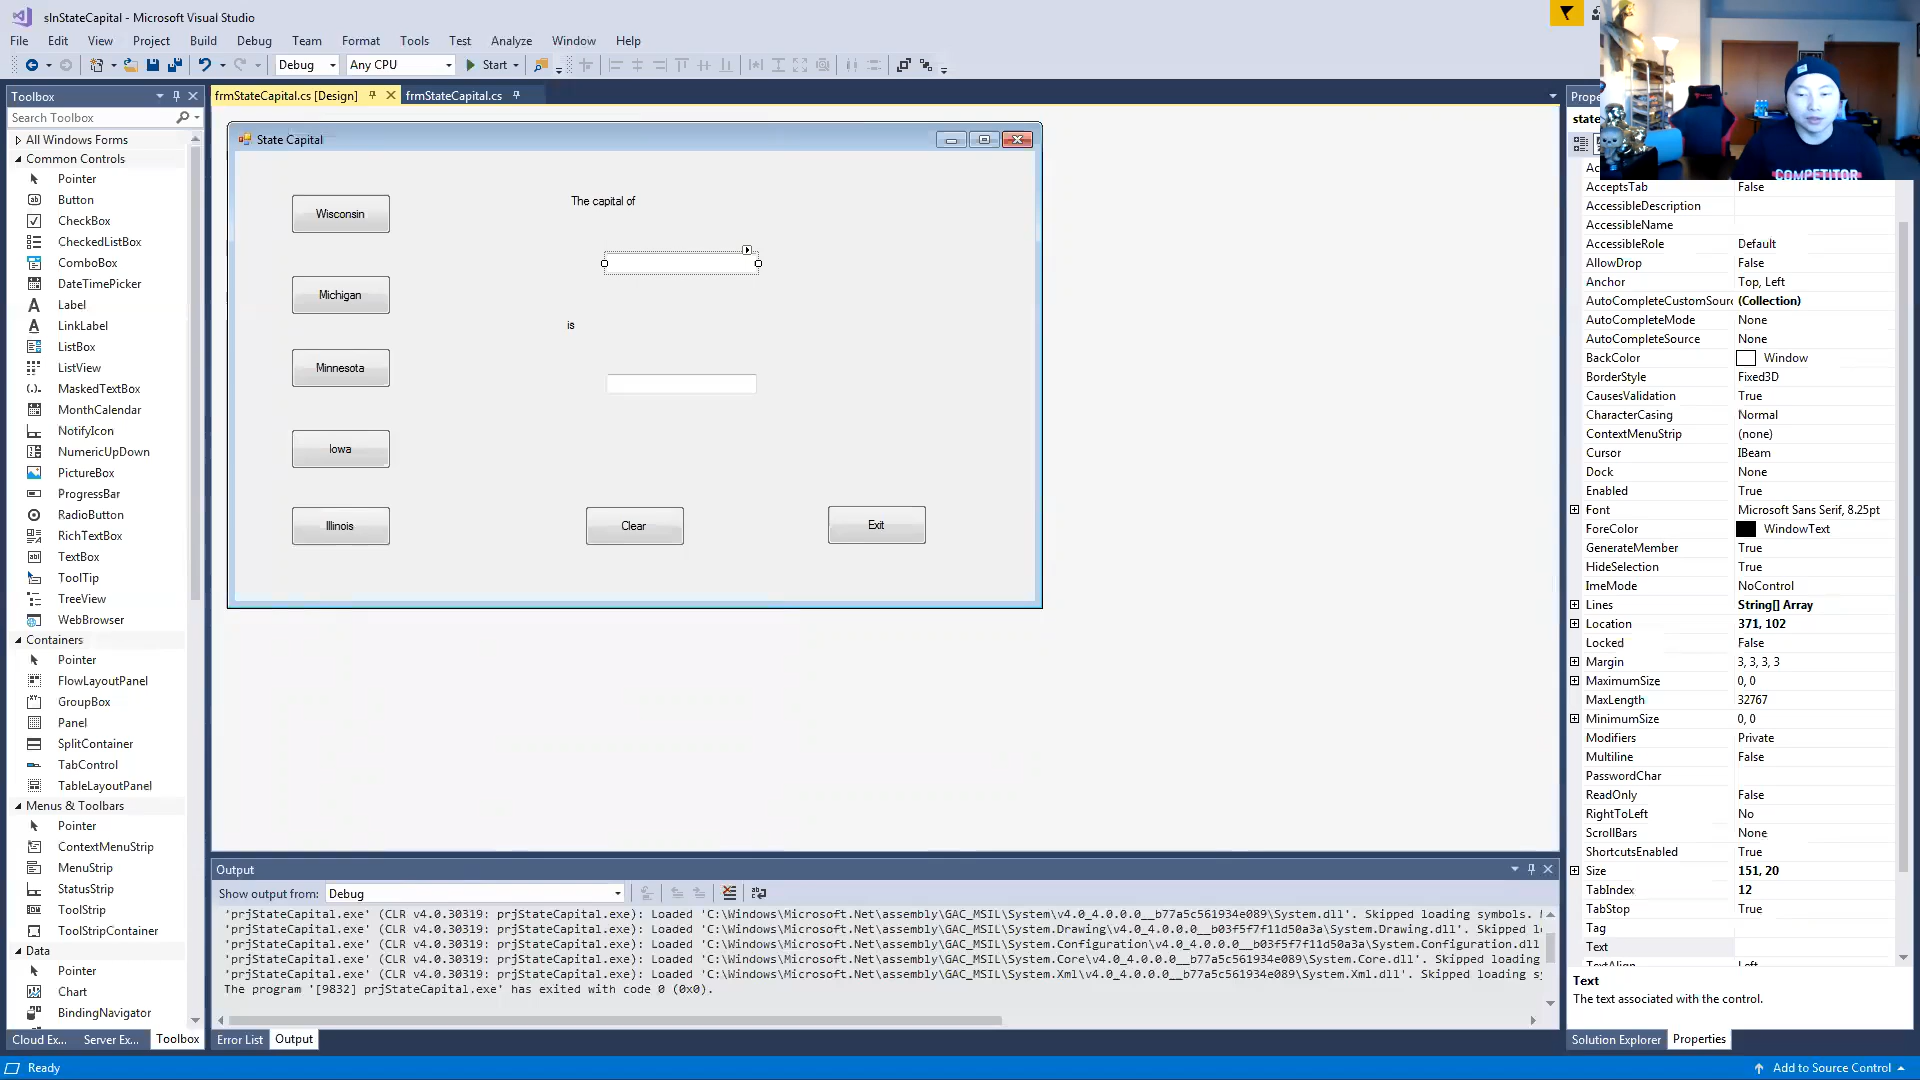 slnStateCapital - Microsoft Visual Studio
File Edit View Project Build Debug Team Format Tools Test Analyze Window Help
Debug Any CPU Start
Toolbox
Search Toolbox
All Windows Forms
Common Controls
Pointer
Button
CheckBox
CheckedListBox
ComboBox
DateTimePicker
Label
LinkLabel
ListBox
ListView
MaskedTextBox
MonthCalendar
NotifyIcon
NumericUpDown
PictureBox
ProgressBar
RadioButton
RichTextBox
TextBox
ToolTip
TreeView
WebBrowser
Containers
Pointer
FlowLayoutPanel
GroupBox
Panel
SplitContainer
TabControl
TableLayoutPanel
Menus & Toolbars
Pointer
ContextMenuStrip
MenuStrip
StatusStrip
ToolStrip
ToolStripContainer
Data
Pointer
Chart
BindingNavigator
Cloud Ex... Server Ex... Toolbox
frmStateCapital.cs [Design] frmStateCapital.cs
State Capital
Wisconsin
The capital of
Michigan
is
Minnesota
Iowa
Illinois
Clear
Exit
Output
Show output from: Debug
'prjStateCapital.exe' (CLR v4.0.30319: prjStateCapital.exe): Loaded 'C:\Windows\Microsoft.Net\assembly\GAC_MSIL\System\v4.0_4.0.0.0__b77a5c561934e089\System.dll'. Skipped loading symbols.
'prjStateCapital.exe' (CLR v4.0.30319: prjStateCapital.exe): Loaded 'C:\Windows\Microsoft.Net\assembly\GAC_MSIL\System.Drawing\v4.0_4.0.0.0__b03f5f7f11d50a3a\System.Drawing.dll'. Skipped
'prjStateCapital.exe' (CLR v4.0.30319: prjStateCapital.exe): Loaded 'C:\Windows\Microsoft.Net\assembly\GAC_MSIL\System.Configuration\v4.0_4.0.0.0__b03f5f7f11d50a3a\System.Configuration.dll
'prjStateCapital.exe' (CLR v4.0.30319: prjStateCapital.exe): Loaded 'C:\Windows\Microsoft.Net\assembly\GAC_MSIL\System.Core\v4.0_4.0.0.0__b77a5c561934e089\System.Core.dll'. Skipped loading
'prjStateCapital.exe' (CLR v4.0.30319: prjStateCapital.exe): Loaded 'C:\Windows\Microsoft.Net\assembly\GAC_MSIL\System.Xml\v4.0_4.0.0.0__b77a5c561934e089\System.Xml.dll'. Skipped loading
The program '[9832] prjStateCapital.exe' has exited with code 0 (0x0).
Error List Output
Prope
state
COMPETITOR
Ac
AcceptsTab False
AccessibleDescription
AccessibleName
AccessibleRole Default
AllowDrop False
Anchor Top, Left
AutoCompleteCustomSourc (Collection)
AutoCompleteMode None
AutoCompleteSource None
BackColor Window
BorderStyle Fixed3D
CausesValidation True
CharacterCasing Normal
ContextMenuStrip (none)
Cursor IBeam
Dock None
Enabled True
Font Microsoft Sans Serif, 8.25pt
ForeColor WindowText
GenerateMember True
HideSelection True
ImeMode NoControl
Lines String[] Array
Location 371, 102
Locked False
Margin 3, 3, 3, 3
MaximumSize 0, 0
MaxLength 32767
MinimumSize 0, 0
Modifiers Private
Multiline False
PasswordChar
ReadOnly False
RightToLeft No
ScrollBars None
ShortcutsEnabled True
Size 151, 20
TabIndex 12
TabStop True
Tag
Text
TextAlign Left
Text
The text associated with the control.
Solution Explorer Properties
Ready
Add to Source Control